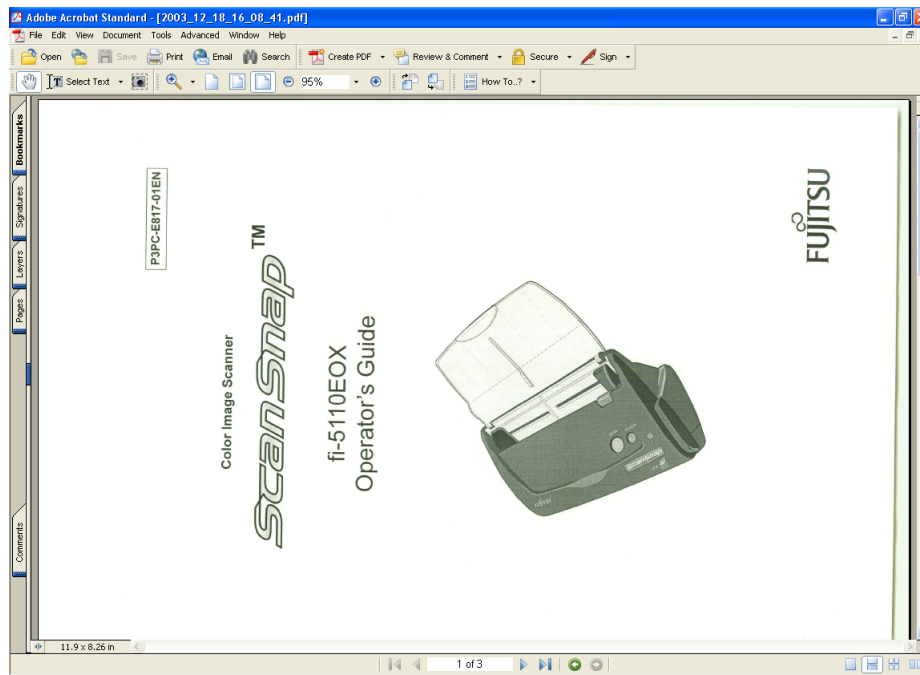 Adobe Acrobat Standard - [2003_12_18_16_08_41.pdf]
File Edit View Document Tools Advanced Window Help
Open Save Print Email Search Create PDF Review & Comment Secure Sign
Select Text 95% How To..?
Bookmarks
Signatures
Layers
Pages
Comments
P3PC-E817-01EN
Color Image Scanner
ScanSnap™
fi-5110EOX
Operator's Guide
FUJITSU
11.9 x 8.26 in
1 of 3